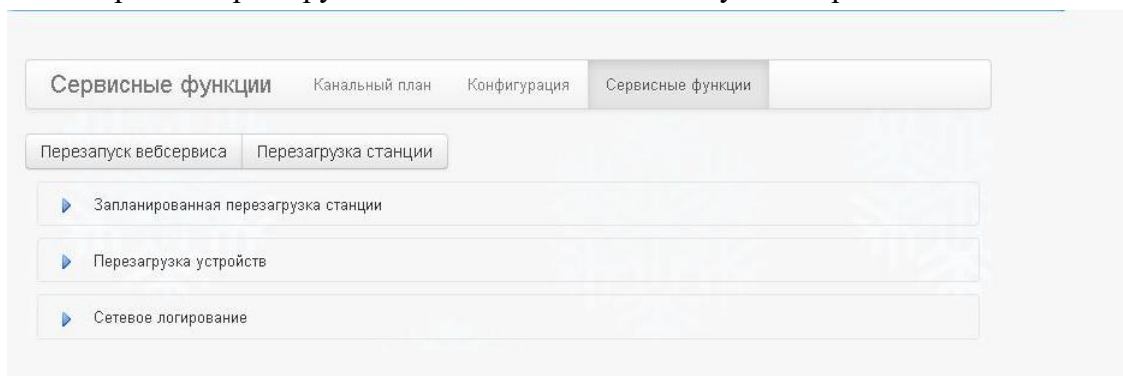 Сервисные функции Канальный план Конфигурация Сервисные функции
Перезапуск вебсервиса Перезагрузка станции
Запланированная перезагрузка станции
Перезагрузка устройств
Сетевое логирование